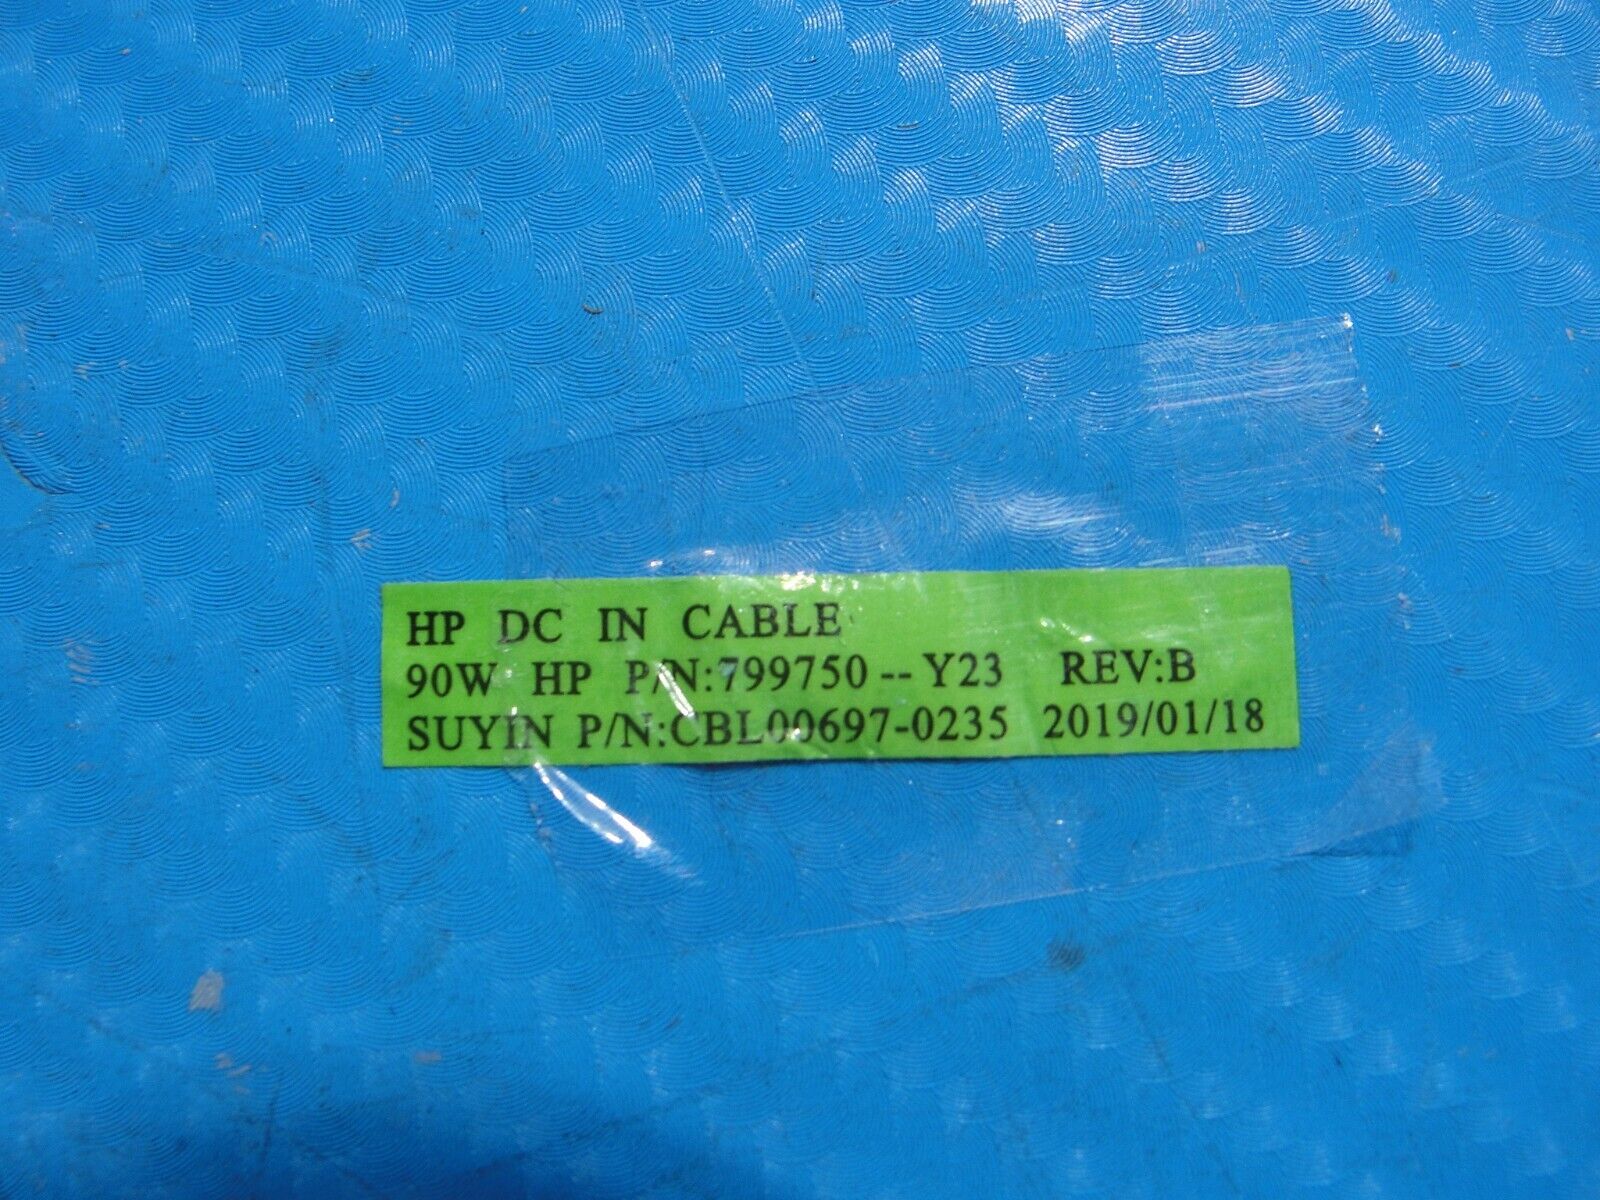 HP DC IN CABLE
90W HP P/N:799750--Y23 REV:B
SUYIN P/N:CBL00697-0235 2019/01/18